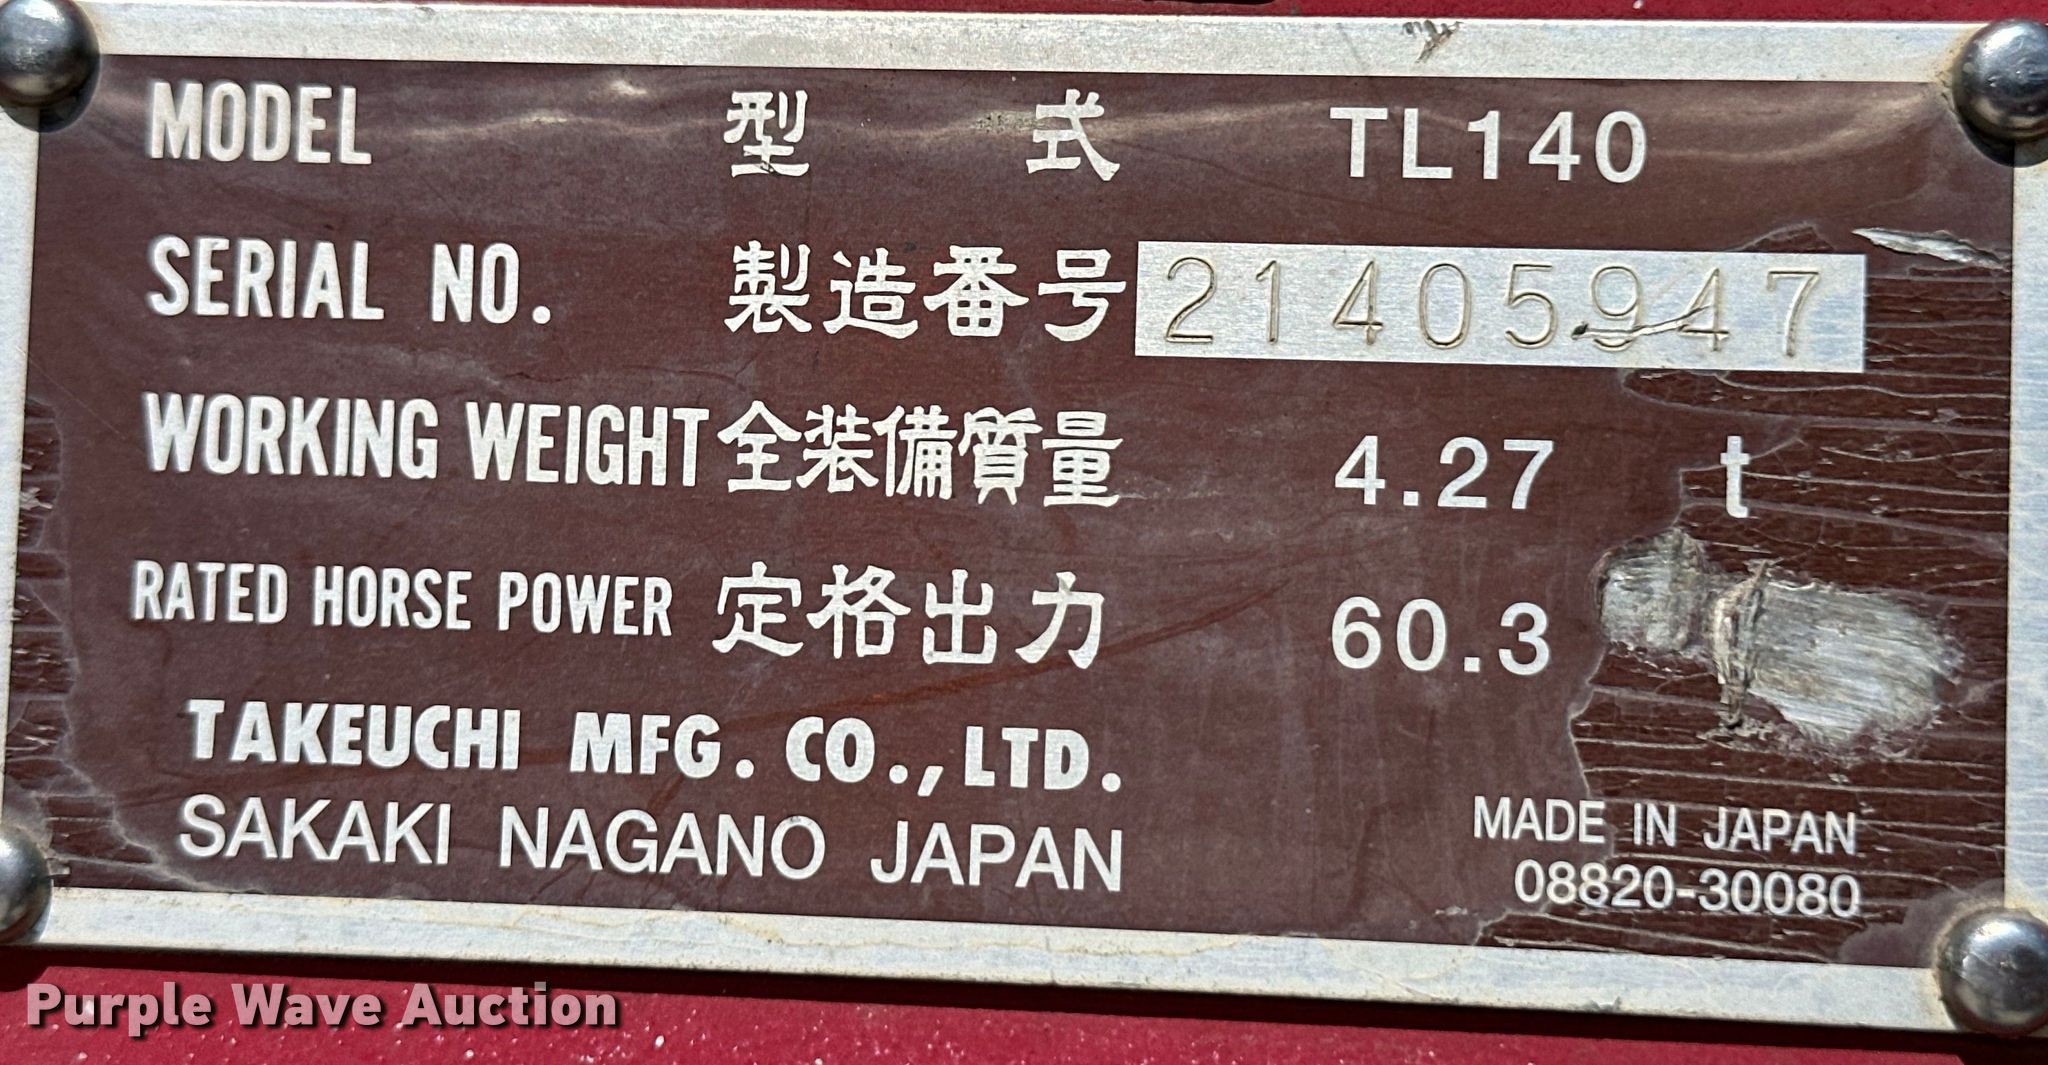 MODEL 型式 TL140
SERIAL NO. 製造番号 21405947
WORKING WEIGHT 全装備質量 4.27 t
RATED HORSE POWER 定格出力 60.3
TAKEUCHI MFG. CO., LTD.
SAKAKI NAGANO JAPAN
MADE IN JAPAN
08820-30080
Purple Wave Auction